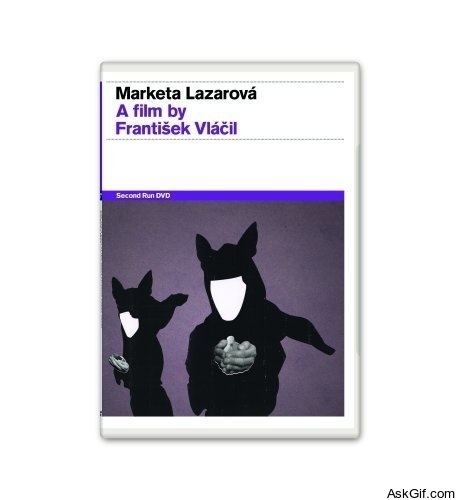 Marketa Lazarová
A film by
František Vláčil
Second Run DVD
AskGif.com